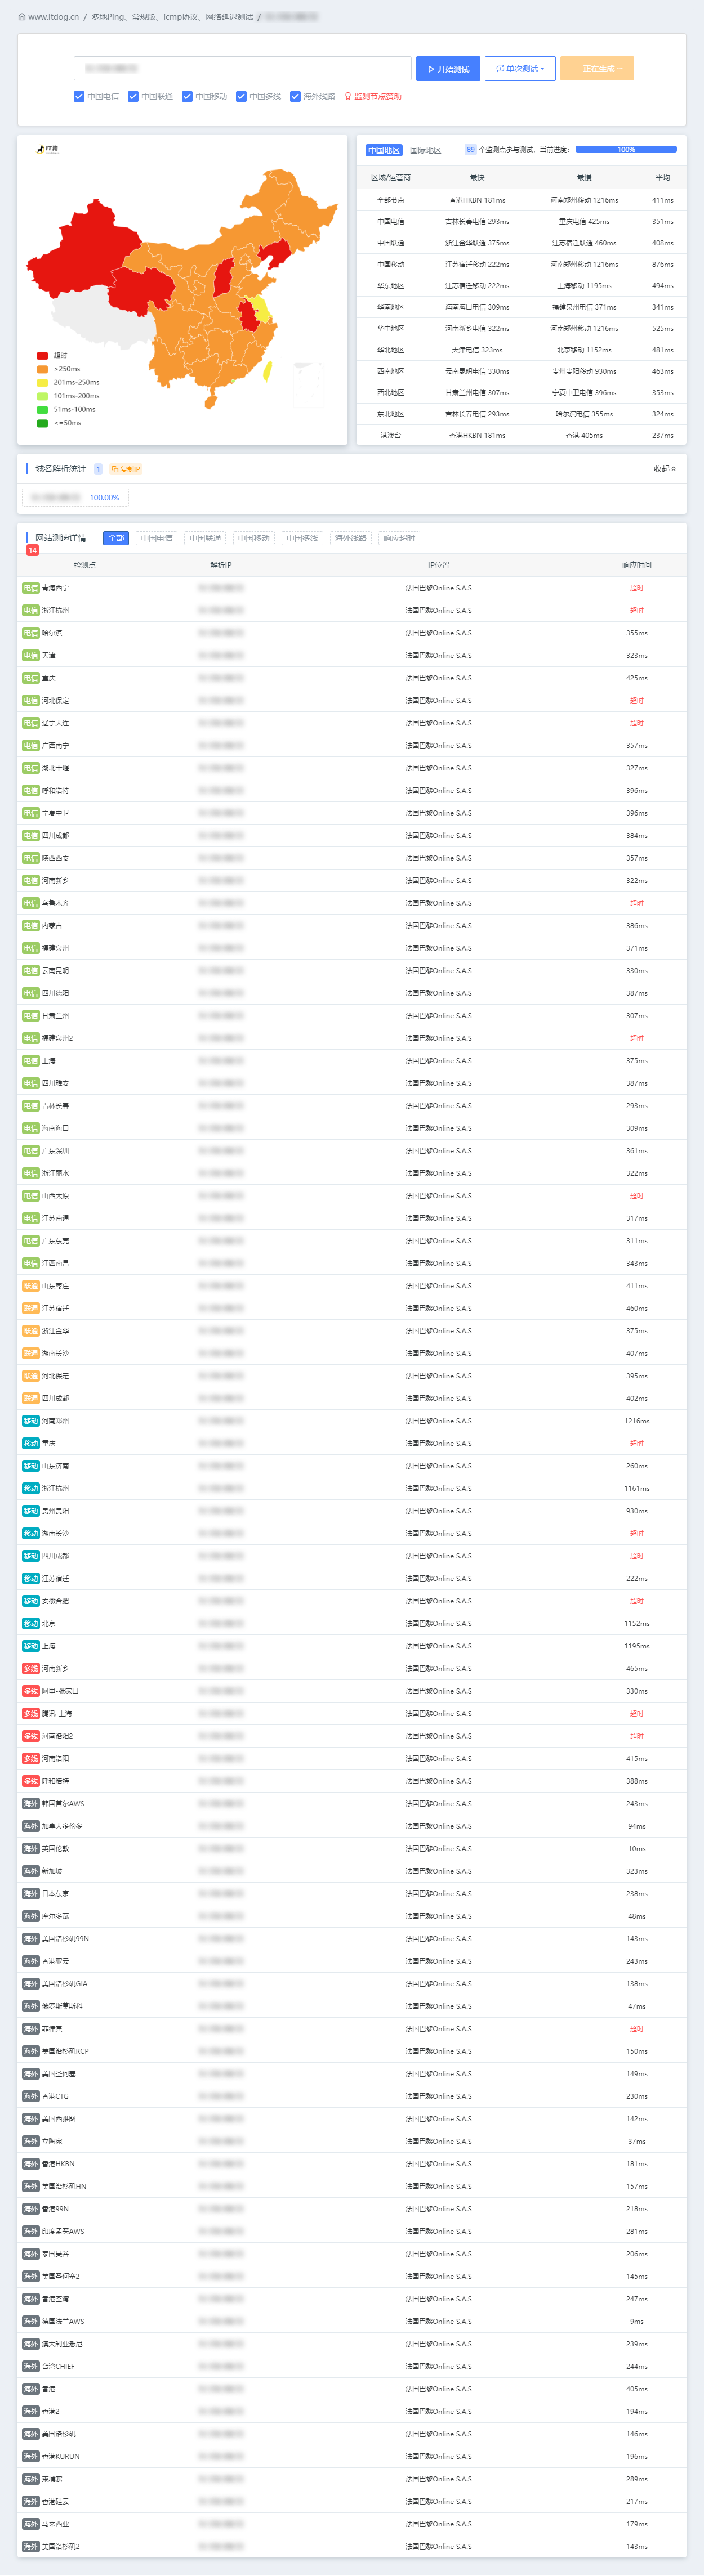 www.itdog.cn / 多地Ping、常规版、icmp协议、网络延迟测试 /
开始测试 单次测试 正在生成
中国电信 中国联通 中国移动 中国多线 海外线路 监测节点赞助
IT狗
超时
>250ms
201ms-250ms
101ms-200ms
51ms-100ms
<=50ms
中国地区 国际地区 89 个监测点参与测试，当前进度： 100%
区域/运营商 最快 最慢 平均
全部节点 香港HKBN 181ms 河南郑州移动 1216ms 411ms
中国电信 吉林长春电信 293ms 重庆电信 425ms 351ms
中国联通 浙江金华联通 375ms 江苏宿迁联通 460ms 408ms
中国移动 江苏宿迁移动 222ms 河南郑州移动 1216ms 876ms
华东地区 江苏宿迁移动 222ms 上海移动 1195ms 494ms
华南地区 海南海口电信 309ms 福建泉州电信 371ms 341ms
华中地区 河南新乡电信 322ms 河南郑州移动 1216ms 525ms
华北地区 天津电信 323ms 北京移动 1152ms 481ms
西南地区 云南昆明电信 330ms 贵州贵阳移动 930ms 463ms
西北地区 甘肃兰州电信 307ms 宁夏中卫电信 396ms 353ms
东北地区 吉林长春电信 293ms 哈尔滨电信 355ms 324ms
港澳台 香港HKBN 181ms 香港 405ms 237ms
域名解析统计 1 复制IP 收起
100.00%
网站测速详情 全部 中国电信 中国联通 中国移动 中国多线 海外线路 响应超时
14
检测点 解析IP IP位置 响应时间
电信 青海西宁 法国巴黎Online S.A.S 超时
电信 浙江杭州 法国巴黎Online S.A.S 超时
电信 哈尔滨 法国巴黎Online S.A.S 355ms
电信 天津 法国巴黎Online S.A.S 323ms
电信 重庆 法国巴黎Online S.A.S 425ms
电信 河北保定 法国巴黎Online S.A.S 超时
电信 辽宁大连 法国巴黎Online S.A.S 超时
电信 广西南宁 法国巴黎Online S.A.S 357ms
电信 湖北十堰 法国巴黎Online S.A.S 327ms
电信 呼和浩特 法国巴黎Online S.A.S 396ms
电信 宁夏中卫 法国巴黎Online S.A.S 396ms
电信 四川成都 法国巴黎Online S.A.S 384ms
电信 陕西西安 法国巴黎Online S.A.S 357ms
电信 河南新乡 法国巴黎Online S.A.S 322ms
电信 乌鲁木齐 法国巴黎Online S.A.S 超时
电信 内蒙古 法国巴黎Online S.A.S 386ms
电信 福建泉州 法国巴黎Online S.A.S 371ms
电信 云南昆明 法国巴黎Online S.A.S 330ms
电信 四川德阳 法国巴黎Online S.A.S 387ms
电信 甘肃兰州 法国巴黎Online S.A.S 307ms
电信 福建泉州2 法国巴黎Online S.A.S 超时
电信 上海 法国巴黎Online S.A.S 375ms
电信 四川雅安 法国巴黎Online S.A.S 387ms
电信 吉林长春 法国巴黎Online S.A.S 293ms
电信 海南海口 法国巴黎Online S.A.S 309ms
电信 广东深圳 法国巴黎Online S.A.S 361ms
电信 浙江丽水 法国巴黎Online S.A.S 322ms
电信 山西太原 法国巴黎Online S.A.S 超时
电信 江苏南通 法国巴黎Online S.A.S 317ms
电信 广东东莞 法国巴黎Online S.A.S 311ms
电信 江西南昌 法国巴黎Online S.A.S 343ms
联通 山东枣庄 法国巴黎Online S.A.S 411ms
联通 江苏宿迁 法国巴黎Online S.A.S 460ms
联通 浙江金华 法国巴黎Online S.A.S 375ms
联通 湖南长沙 法国巴黎Online S.A.S 407ms
联通 河北保定 法国巴黎Online S.A.S 395ms
联通 四川成都 法国巴黎Online S.A.S 402ms
移动 河南郑州 法国巴黎Online S.A.S 1216ms
移动 重庆 法国巴黎Online S.A.S 超时
移动 山东济南 法国巴黎Online S.A.S 260ms
移动 浙江杭州 法国巴黎Online S.A.S 1161ms
移动 贵州贵阳 法国巴黎Online S.A.S 930ms
移动 湖南长沙 法国巴黎Online S.A.S 超时
移动 四川成都 法国巴黎Online S.A.S 超时
移动 江苏宿迁 法国巴黎Online S.A.S 222ms
移动 安徽合肥 法国巴黎Online S.A.S 超时
移动 北京 法国巴黎Online S.A.S 1152ms
移动 上海 法国巴黎Online S.A.S 1195ms
多线 河南新乡 法国巴黎Online S.A.S 465ms
多线 阿里-张家口 法国巴黎Online S.A.S 330ms
多线 腾讯-上海 法国巴黎Online S.A.S 超时
多线 河南洛阳2 法国巴黎Online S.A.S 超时
多线 河南洛阳 法国巴黎Online S.A.S 415ms
多线 呼和浩特 法国巴黎Online S.A.S 388ms
海外 韩国首尔AWS 法国巴黎Online S.A.S 243ms
海外 加拿大多伦多 法国巴黎Online S.A.S 94ms
海外 英国伦敦 法国巴黎Online S.A.S 10ms
海外 新加坡 法国巴黎Online S.A.S 323ms
海外 日本东京 法国巴黎Online S.A.S 238ms
海外 摩尔多瓦 法国巴黎Online S.A.S 48ms
海外 美国洛杉矶99N 法国巴黎Online S.A.S 143ms
海外 香港亚云 法国巴黎Online S.A.S 243ms
海外 美国洛杉矶GIA 法国巴黎Online S.A.S 138ms
海外 俄罗斯莫斯科 法国巴黎Online S.A.S 47ms
海外 菲律宾 法国巴黎Online S.A.S 超时
海外 美国洛杉矶RCP 法国巴黎Online S.A.S 150ms
海外 美国圣何塞 法国巴黎Online S.A.S 149ms
海外 香港CTG 法国巴黎Online S.A.S 230ms
海外 美国西雅图 法国巴黎Online S.A.S 142ms
海外 立陶宛 法国巴黎Online S.A.S 37ms
海外 香港HKBN 法国巴黎Online S.A.S 181ms
海外 美国洛杉矶HN 法国巴黎Online S.A.S 157ms
海外 香港99N 法国巴黎Online S.A.S 218ms
海外 印度孟买AWS 法国巴黎Online S.A.S 281ms
海外 泰国曼谷 法国巴黎Online S.A.S 206ms
海外 美国圣何塞2 法国巴黎Online S.A.S 145ms
海外 香港荃湾 法国巴黎Online S.A.S 247ms
海外 德国法兰AWS 法国巴黎Online S.A.S 9ms
海外 澳大利亚悉尼 法国巴黎Online S.A.S 239ms
海外 台湾CHIEF 法国巴黎Online S.A.S 244ms
海外 香港 法国巴黎Online S.A.S 405ms
海外 香港2 法国巴黎Online S.A.S 194ms
海外 美国洛杉矶 法国巴黎Online S.A.S 146ms
海外 香港KURUN 法国巴黎Online S.A.S 196ms
海外 柬埔寨 法国巴黎Online S.A.S 289ms
海外 香港硅云 法国巴黎Online S.A.S 217ms
海外 马来西亚 法国巴黎Online S.A.S 179ms
海外 美国洛杉矶2 法国巴黎Online S.A.S 143ms